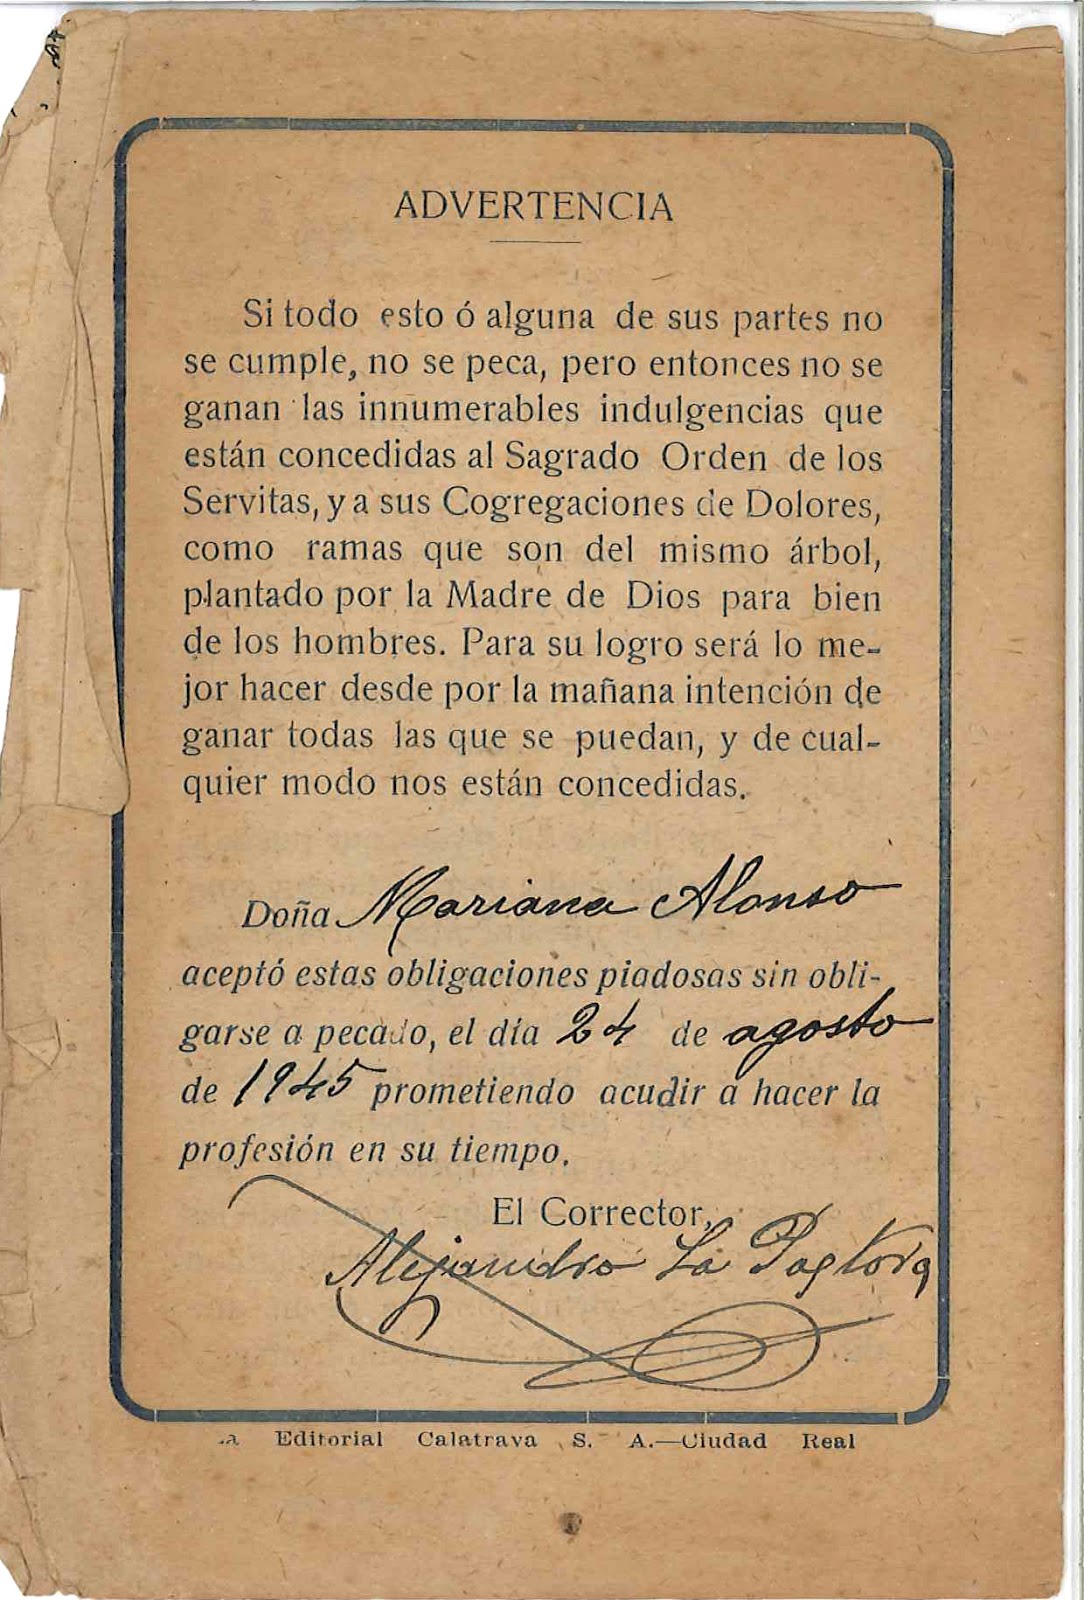 ADVERTENCIA
Si todo esto ó alguna de sus partes no
se cumple, no se peca, pero entonces no se
ganan las innumerables indulgencias que
están concedidas al Sagrado Orden de los
Servitas, y a sus Cogregaciones de Dolores,
como ramas que son del mismo árbol,
plantado por la Madre de Dios para bien
de los hombres. Para su logro será lo me-
jor hacer desde por la mañana intención de
ganar todas las que se puedan, y de cual-
quier modo nos están concedidas.
Doña Mariana Alonso
aceptó estas obligaciones piadosas sin obli-
garse a pecado, el día 24 de agosto
de 1945 prometiendo acudir a hacer la
profesión en su tiempo.
El Corrector,
Alejandro La Pastora
Editorial Calatrava S. A.—Ciudad Real